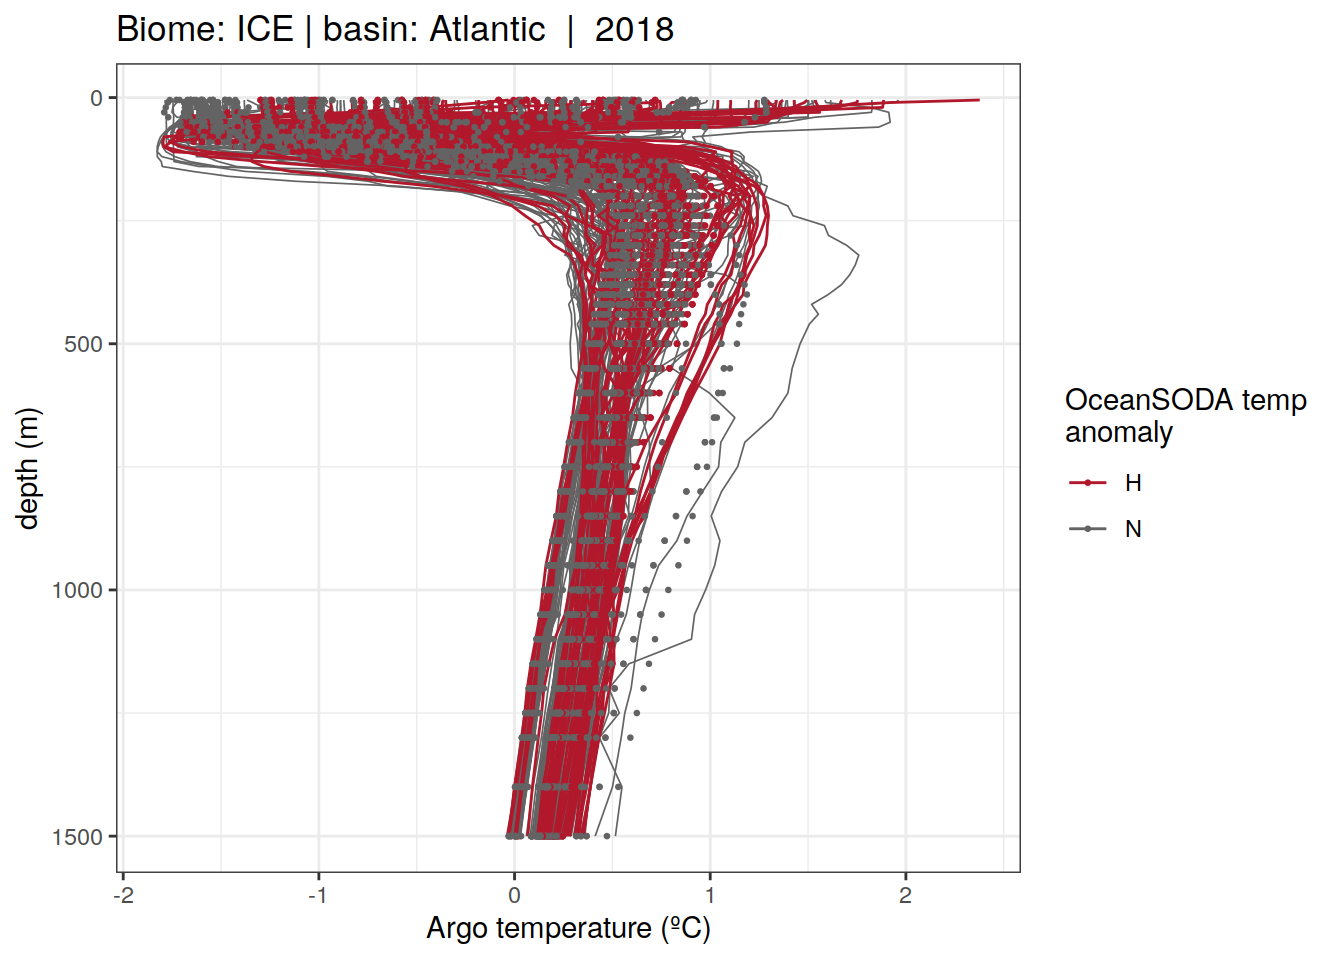 Biome: ICE | basin: Atlantic  |  2018
0
500
1000
1500
depth (m)
-2
-1
0
1
2
Argo temperature (ºC)
OceanSODA temp
anomaly
H
N